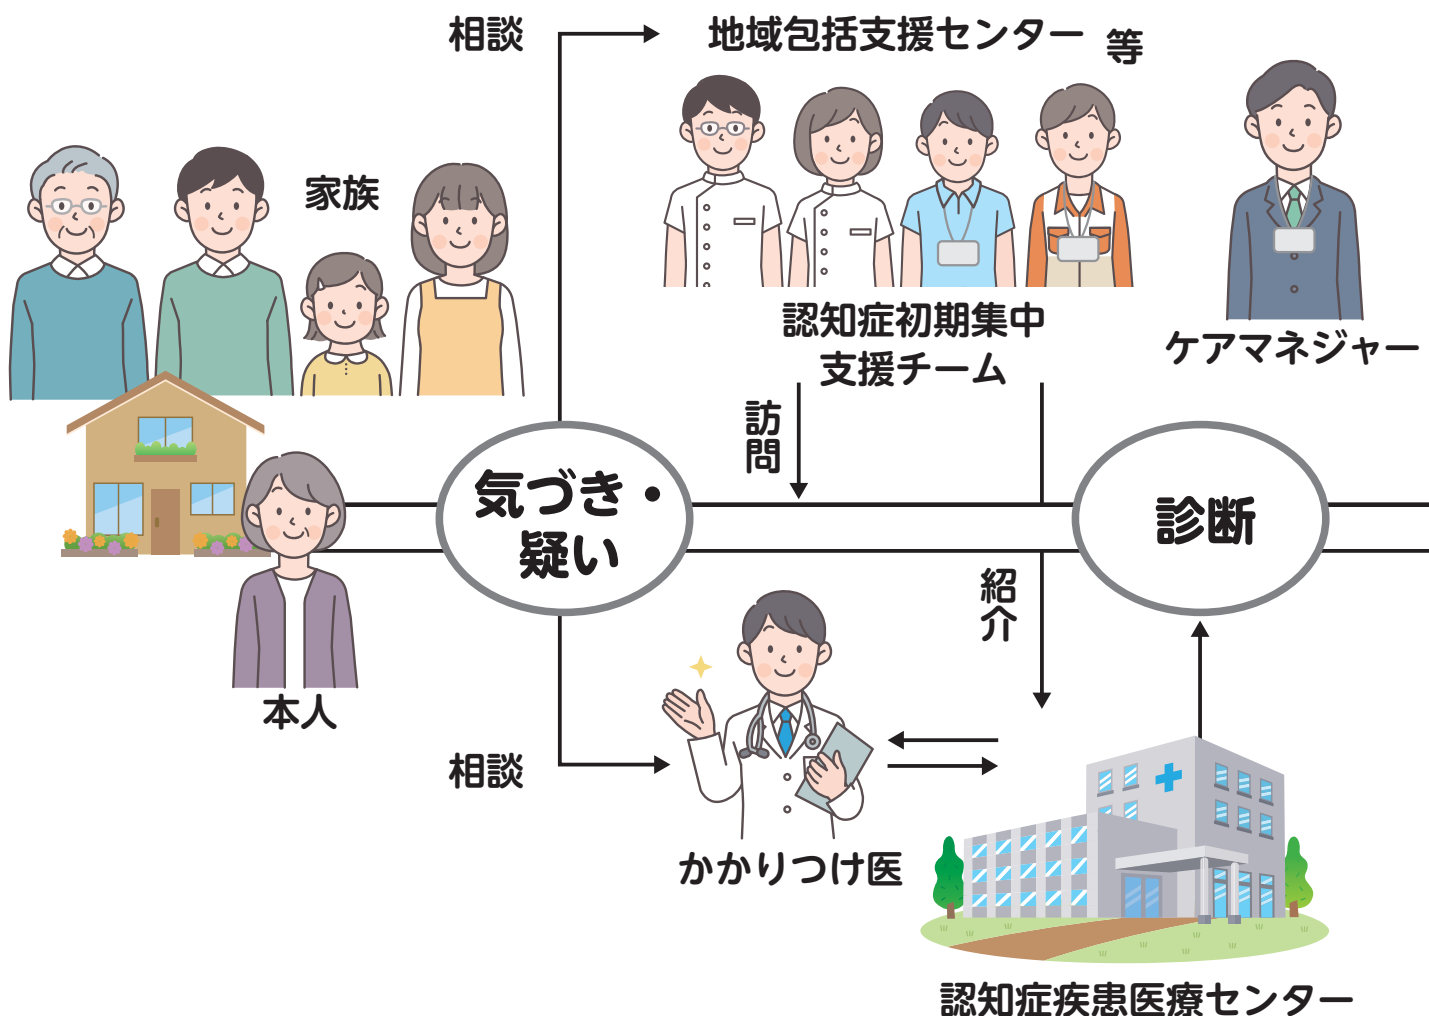 相談
地域包括支援センター 等
家族
認知症初期集中
支援チーム
ケアマネジャー
訪問
気づき・
疑い
診断
本人
紹介
相談
かかりつけ医
認知症疾患医療センター